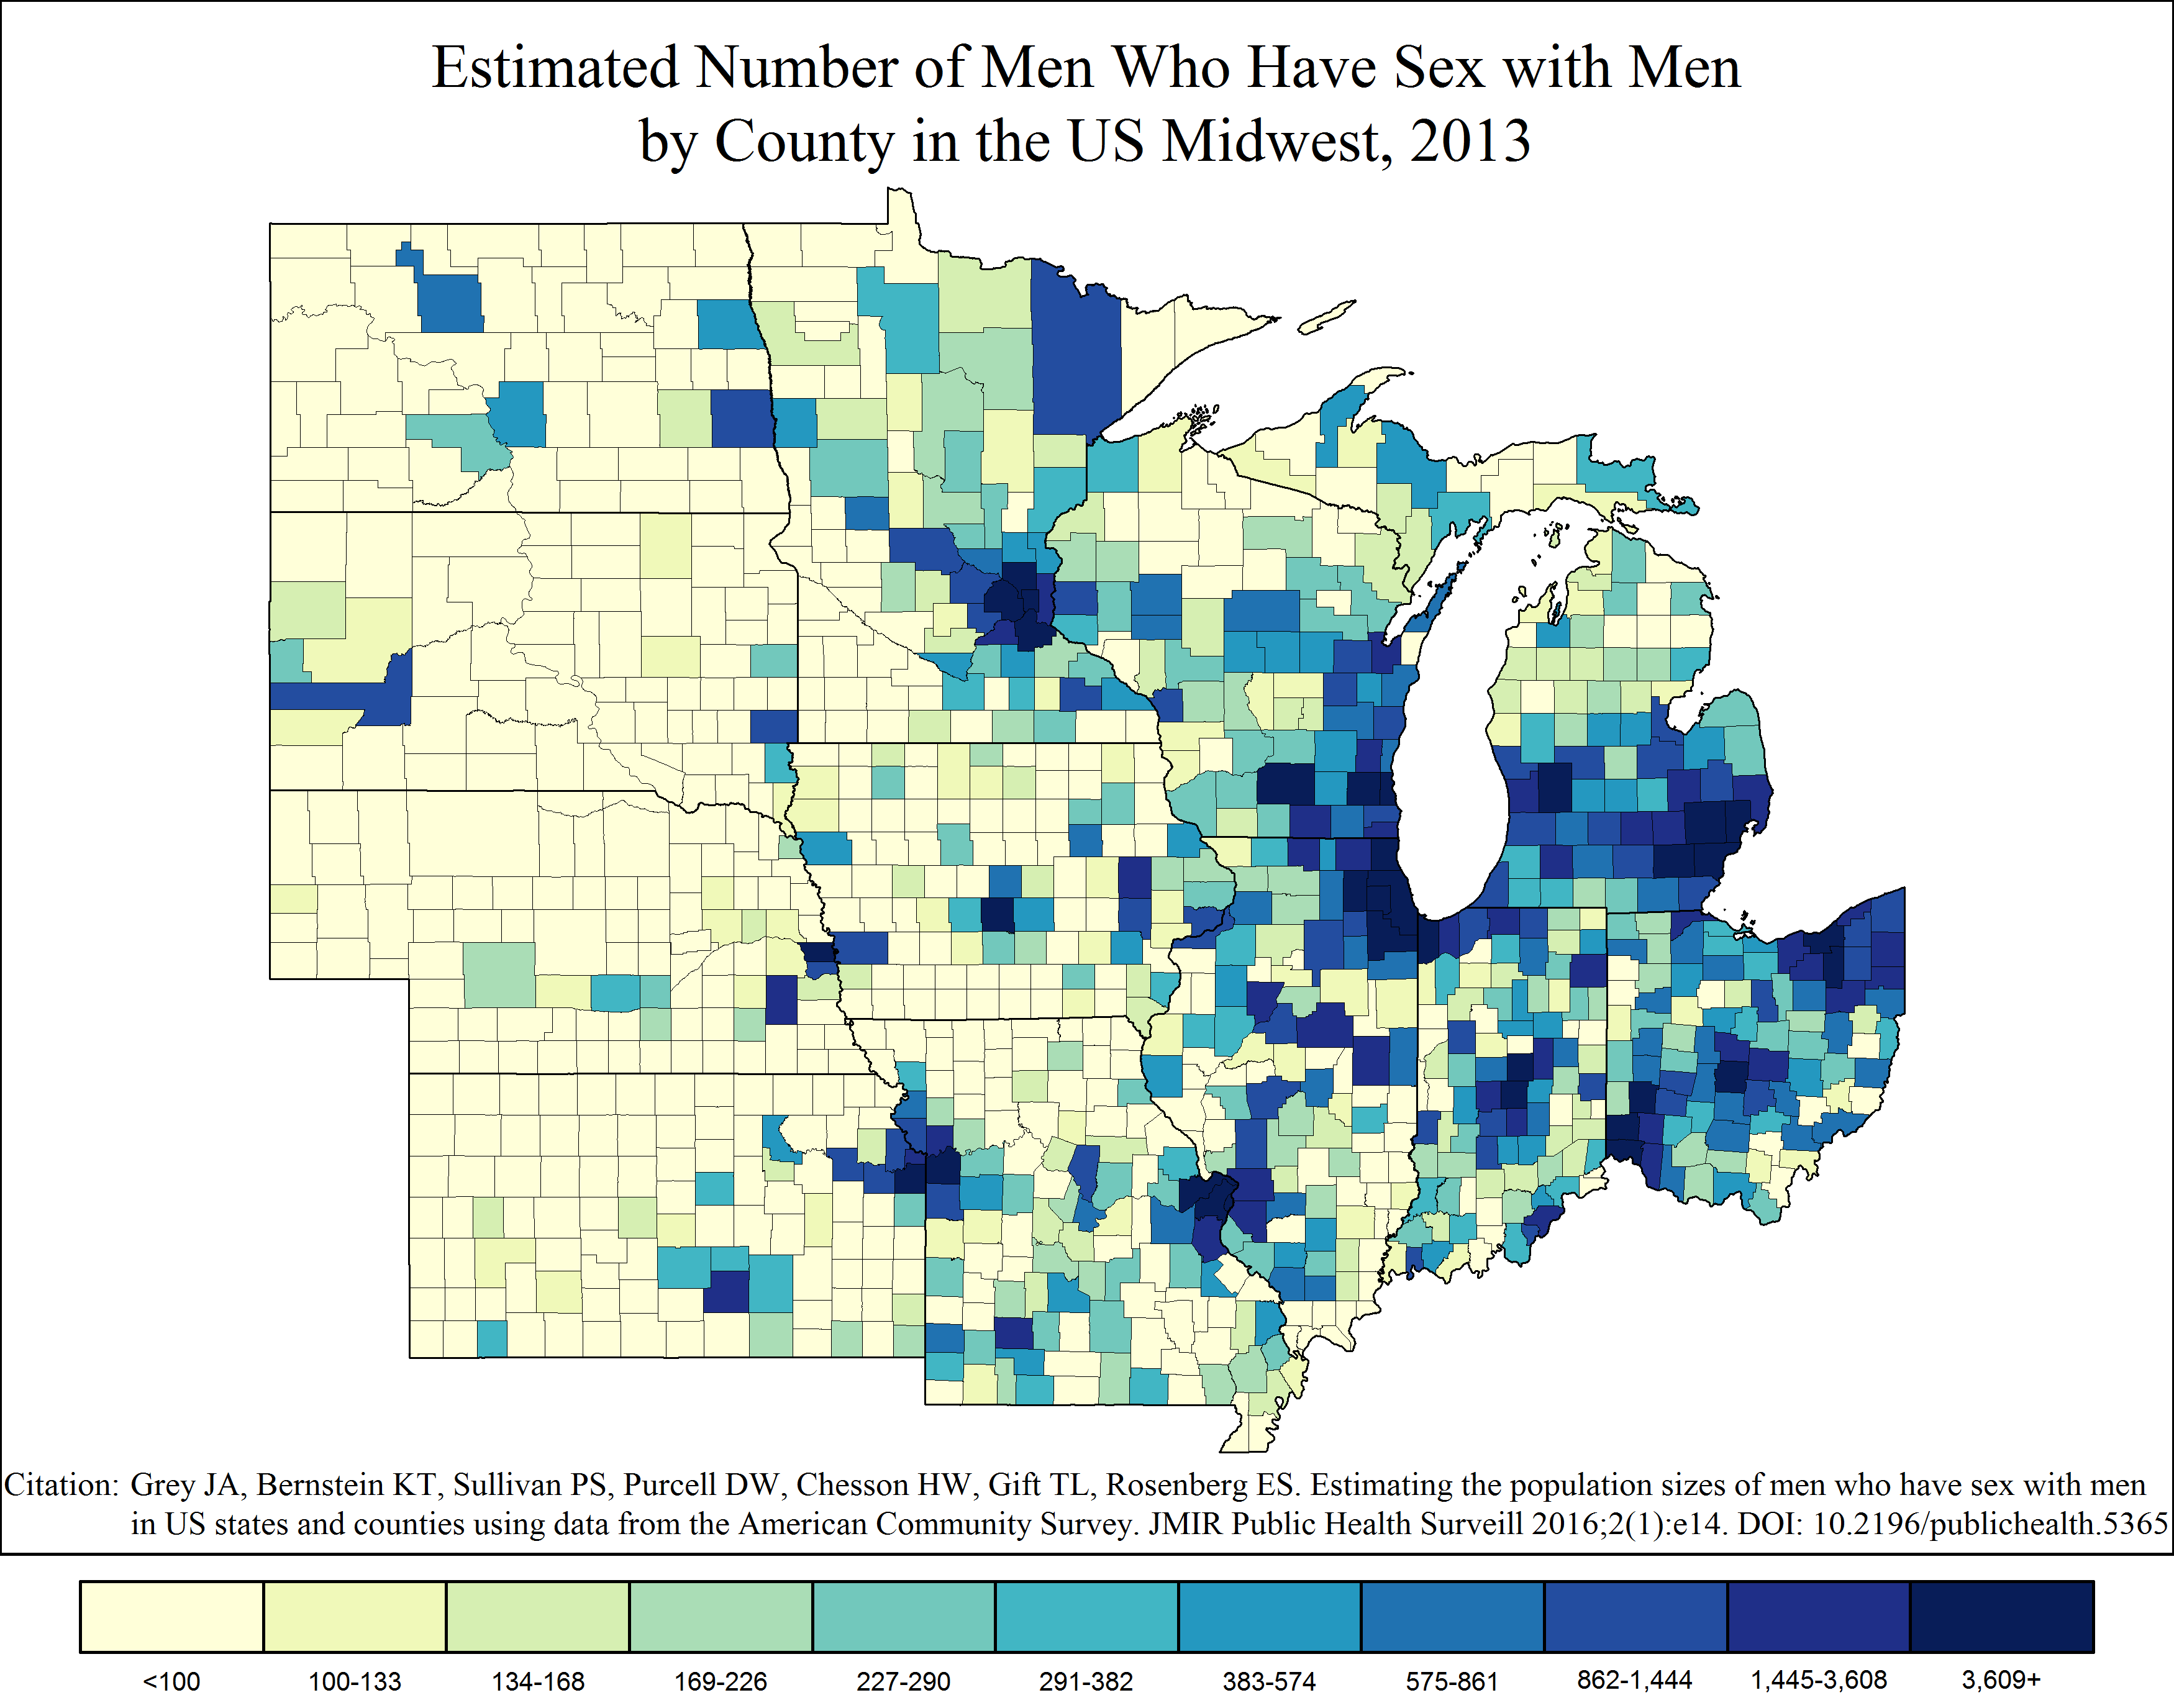 Estimated Number of Men Who Have Sex with Men
by County in the US Midwest, 2013
Citation: Grey JA, Bernstein KT, Sullivan PS, Purcell DW, Chesson HW, Gift TL, Rosenberg ES. Estimating the population sizes of men who have sex with men
in US states and counties using data from the American Community Survey. JMIR Public Health Surveill 2016;2(1):e14. DOI: 10.2196/publichealth.5365
<100 100-133 134-168 169-226 227-290 291-382 383-574 575-861 862-1,444 1,445-3,608 3,609+